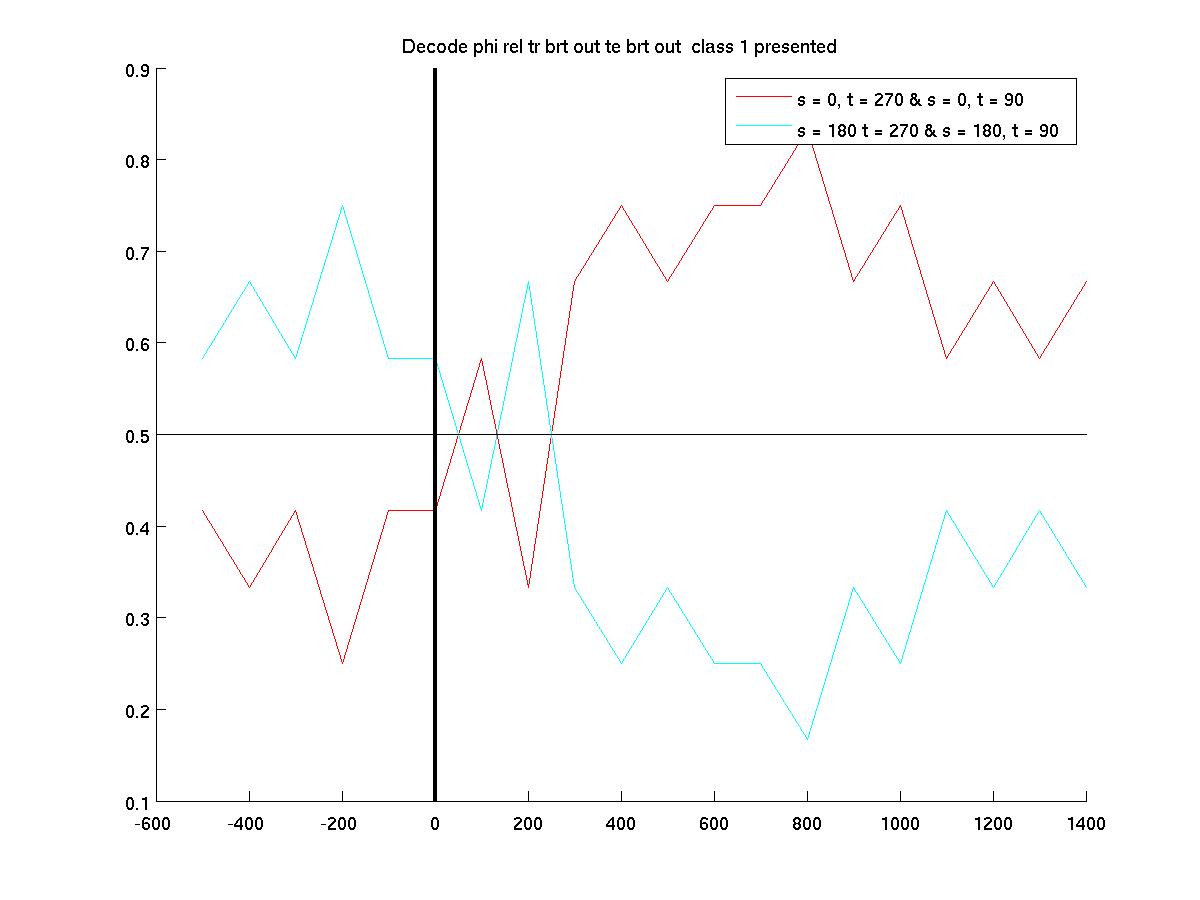 Decode phi rel tr brt out te brt out  class 1 presented
0.9
s = 0, t = 270 & s = 0, t = 90
s = 180 t = 270 & s = 180, t = 90
0.8
0.7
0.6
0.5
0.4
0.3
0.2
0.1
-600 -400 -200 0 200 400 600 800 1000 1200 1400